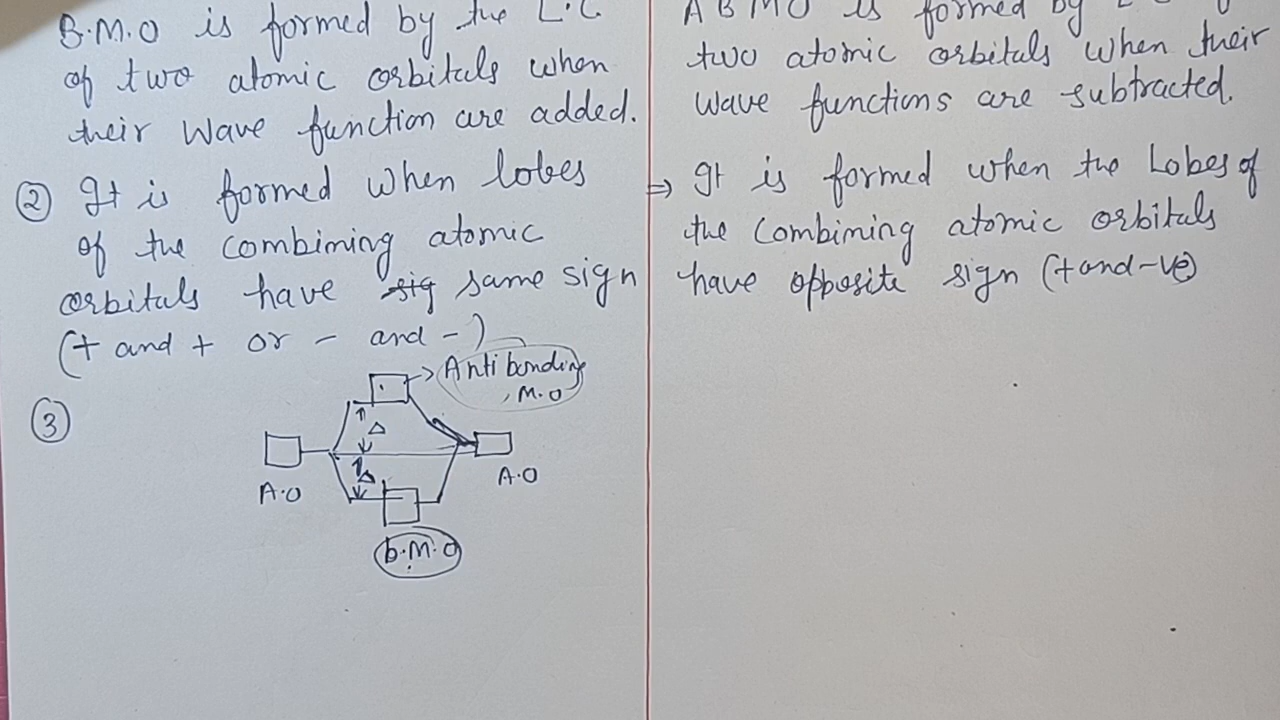 B.M.O is formed by the L.C.
of two atomic orbitals when
their wave function are added.
② It is formed when lobes
of the combining atomic
orbitals have sig same sign
(+ and + or - and -)
③
→ Anti bonding
M.O
Δ
Δ
A.O
A.O
b.M.O
ABMO is formed by
two atomic orbitals when their
wave functions are subtracted.
⇒ It is formed when the Lobes of
the combining atomic orbitals
have opposite sign (+ and -ve)